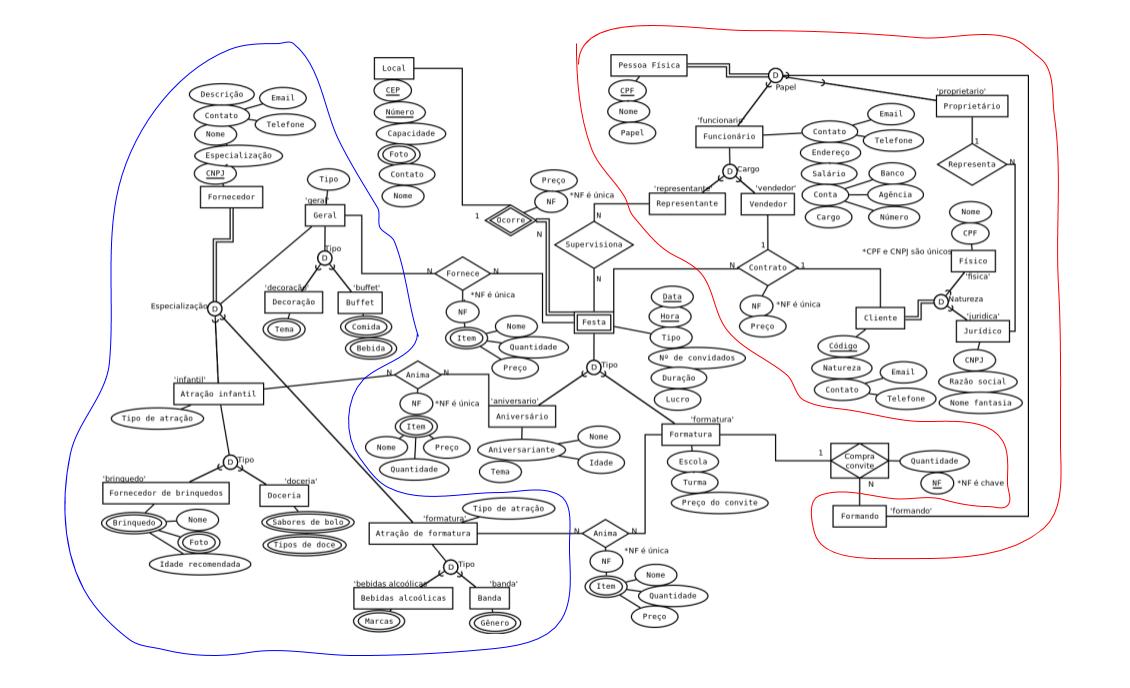 Local
CEP
Número
Capacidade
Foto
Contato
Nome
Descrição
Email
Contato
Telefone
Nome
Especialização
CNPJ
Fornecedor
Tipo
'geral'
Geral
Tipo
'decoração'
Decoração
Tema
'buffet'
Buffet
Comida
Bebida
Especialização
D
D
'infantil'
Atração infantil
Tipo de atração
D
Tipo
'brinquedo'
Fornecedor de brinquedos
Brinquedo
Nome
Foto
Idade recomendada
'doceria'
Doceria
Sabores de bolo
Tipos de doce
'formatura'
Tipo de atração
Atração de formatura
D
Tipo
'bebidas alcoólicas'
Bebidas alcoólicas
Marcas
'banda'
Banda
Gênero
Preço
NF
*NF é única
1
Ocorre
N
N
Fornece
N
*NF é única
NF
Item
Nome
Quantidade
Preço
N
Anima
N
NF
*NF é única
Item
Nome
Preço
Quantidade
N
Supervisiona
N
Festa
Data
Hora
Tipo
Nº de convidados
Duração
Lucro
D
Tipo
'aniversario'
Aniversário
Aniversariante
Nome
Idade
Tema
'formatura'
Formatura
Escola
Turma
Preço do convite
N
Anima
N
*NF é única
NF
Item
Nome
Quantidade
Preço
Pessoa Física
CPF
Nome
Papel
D
Papel
'funcionario'
Funcionário
Contato
Email
Telefone
Endereço
Salário
Conta
Banco
Agência
Número
Cargo
D
Cargo
'representante'
Representante
'vendedor'
Vendedor
'proprietario'
Proprietário
1
Representa
N
1
N
Contrato
1
NF
*NF é única
Preço
Nome
CPF
*CPF e CNPJ são únicos
Físico
'fisica'
D
Natureza
'juridica'
Jurídico
CNPJ
Razão social
Nome fantasia
Cliente
Código
Natureza
Contato
Email
Telefone
1
Compra
convite
N
Quantidade
NF
*NF é chave
Formando
'formando'